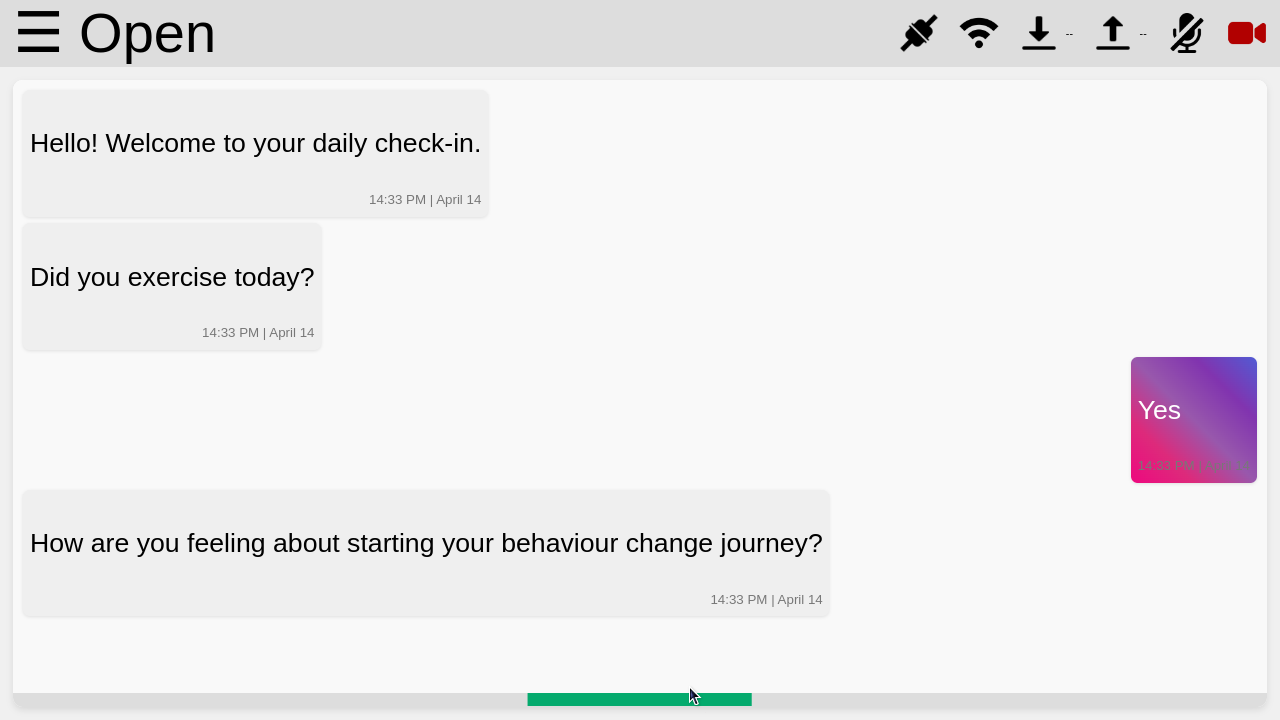 Open
--
--
Hello! Welcome to your daily check-in.
14:33 PM | April 14
Did you exercise today?
14:33 PM | April 14
Yes
14:33 PM | April 14
How are you feeling about starting your behaviour change journey?
14:33 PM | April 14